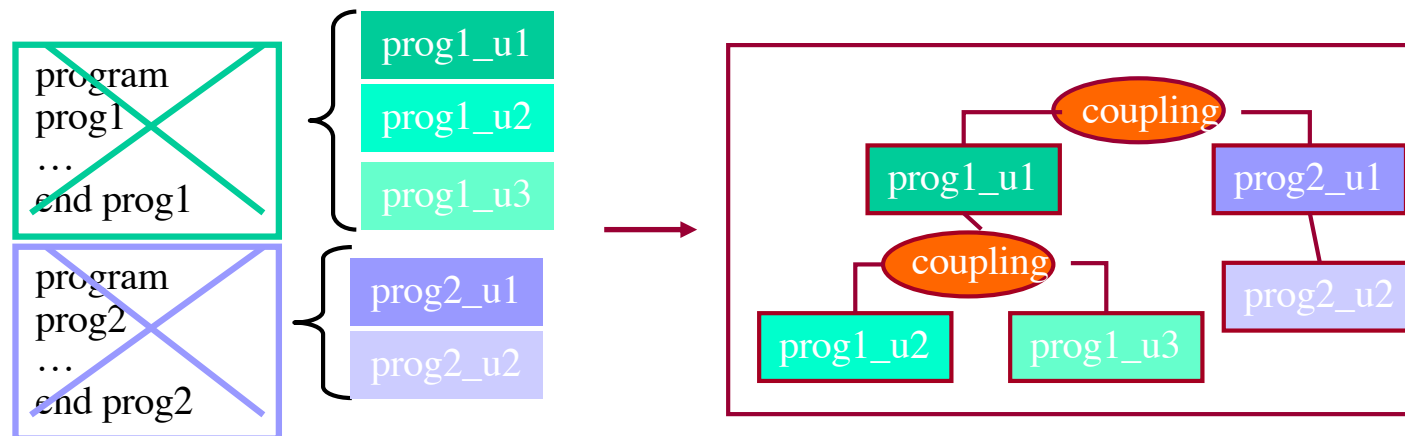 program
prog1
…
end prog1
program
prog2
…
end prog2
prog1_u1
prog1_u2
prog1_u3
prog2_u1
prog2_u2
coupling
prog1_u1
prog2_u1
coupling
prog2_u2
prog1_u2
prog1_u3